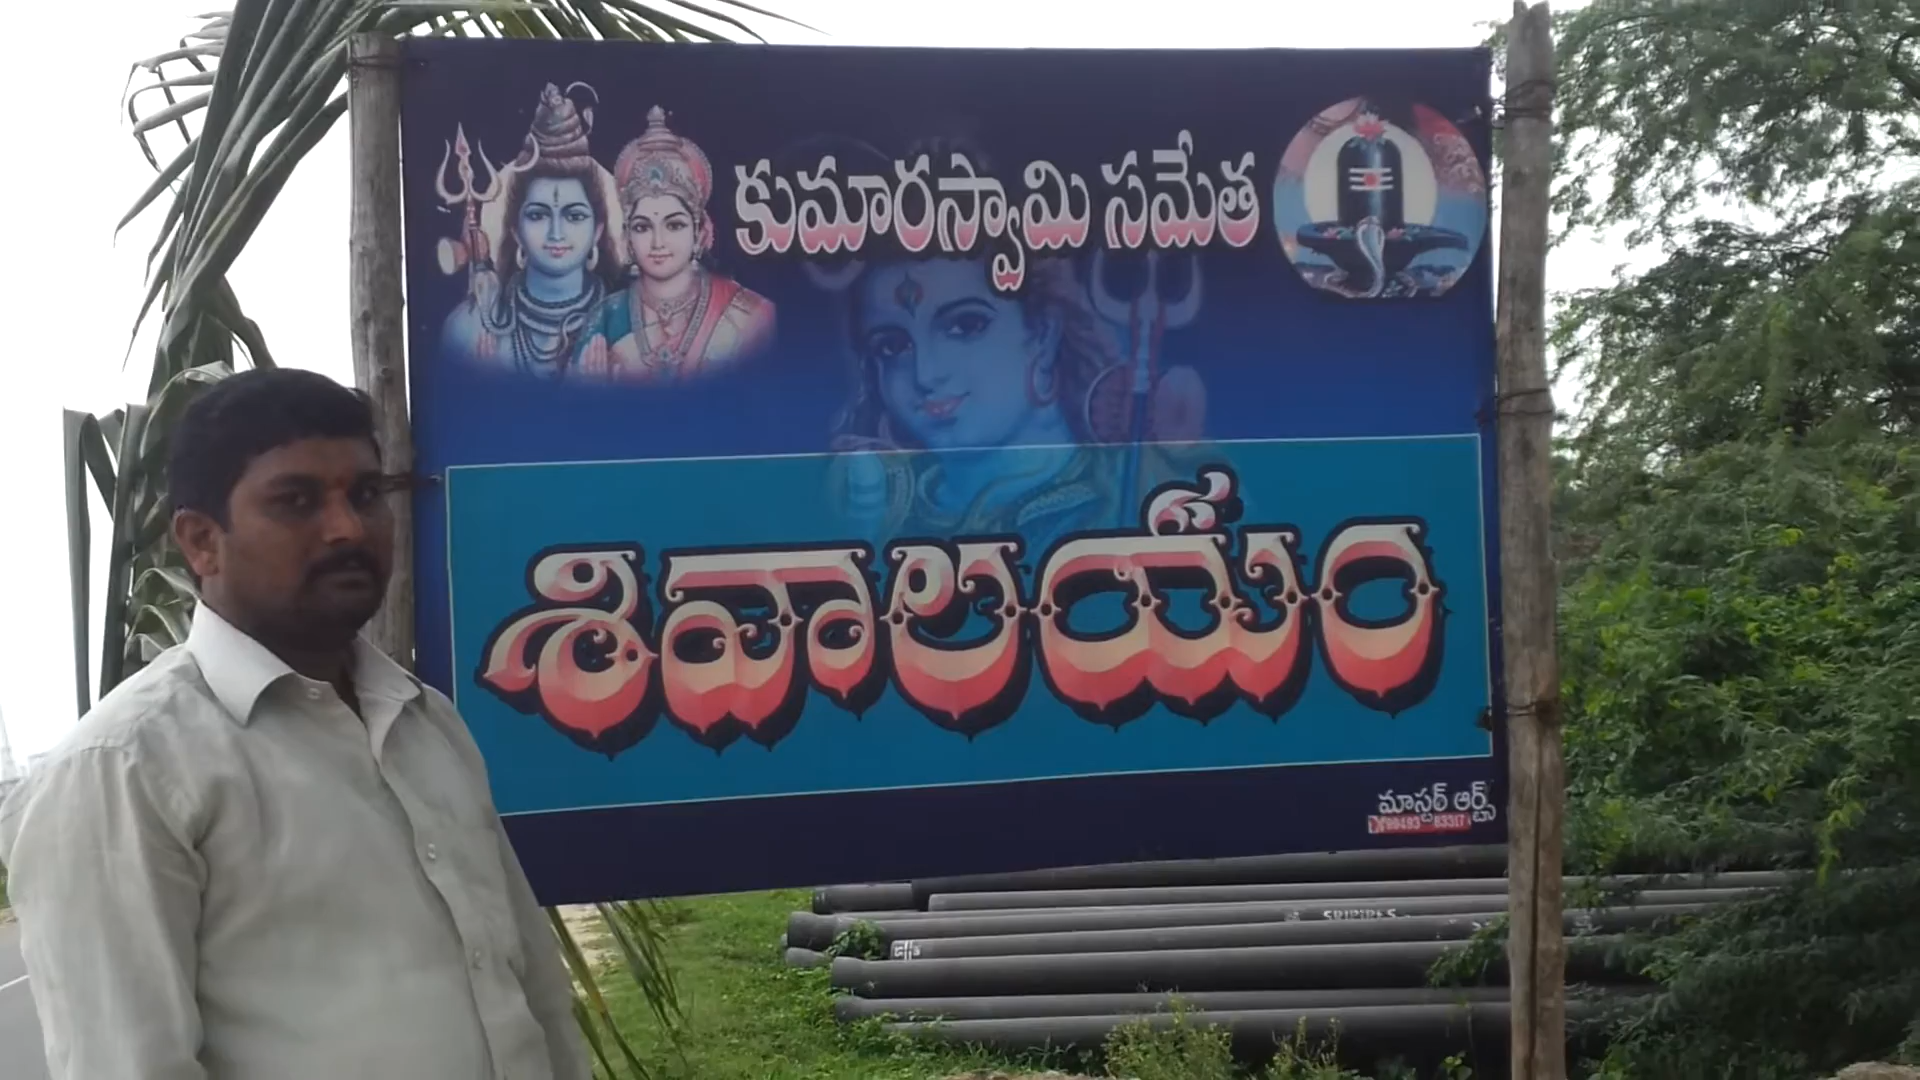 కుమారస్వామి సమేత
శివాలయం
మాస్టర్ ఆర్ట్స్